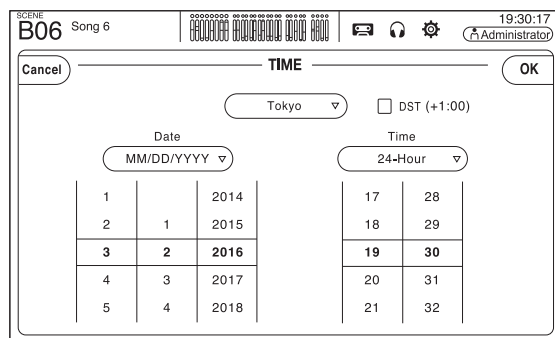 SCENE
B06 Song 6
19:30:17
Administrator
Cancel
TIME
OK
Tokyo
DST (+1:00)
Date
Time
MM/DD/YYYY
24-Hour
1 2014 17 28
2 1 2015 18 29
3 2 2016 19 30
4 3 2017 20 31
5 4 2018 21 32